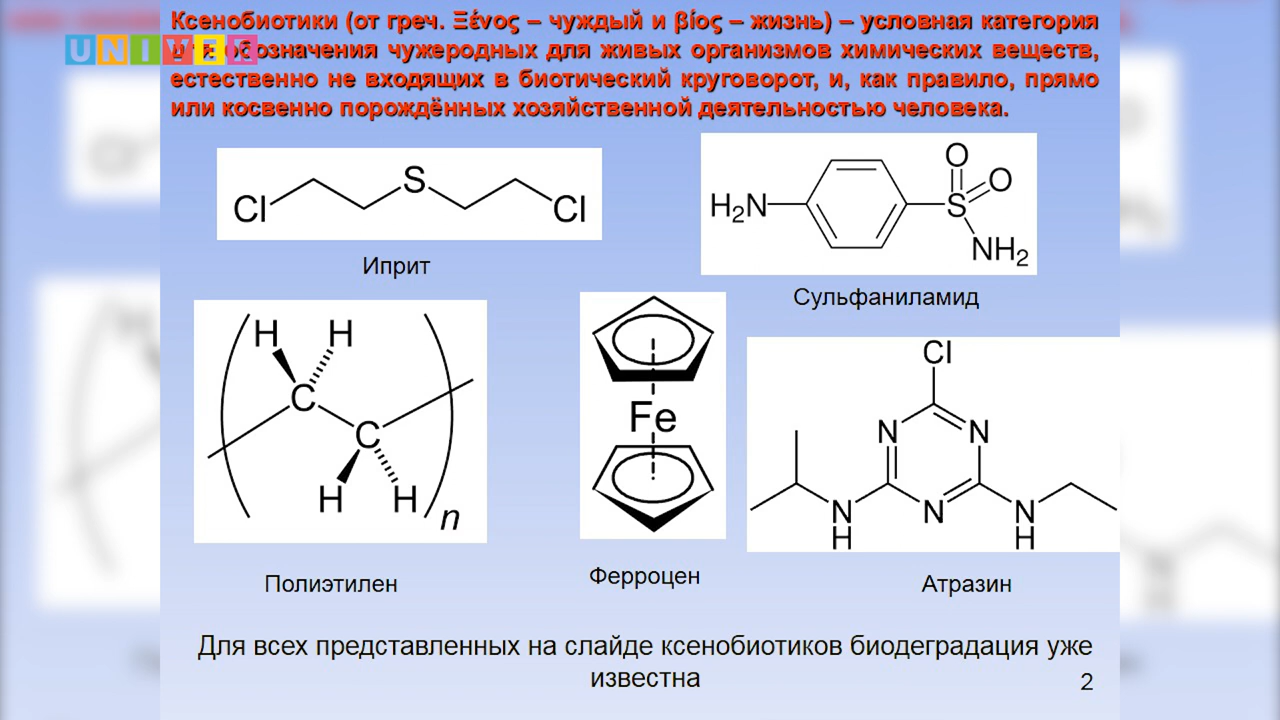 Ксенобиотики (от греч. Ξένος – чуждый и βίος – жизнь) – условная категория
UNIVER
обозначения чужеродных для живых организмов химических веществ,
естественно не входящих в биотический круговорот, и, как правило, прямо
или косвенно порождённых хозяйственной деятельностью человека.
Cl S Cl
Иприт
H₂N S O O NH₂
Сульфаниламид
H H C C H H n
Полиэтилен
Fe
Ферроцен
Cl
N N
N H N N H
Атразин
Для всех представленных на слайде ксенобиотиков биодеградация уже
известна
2